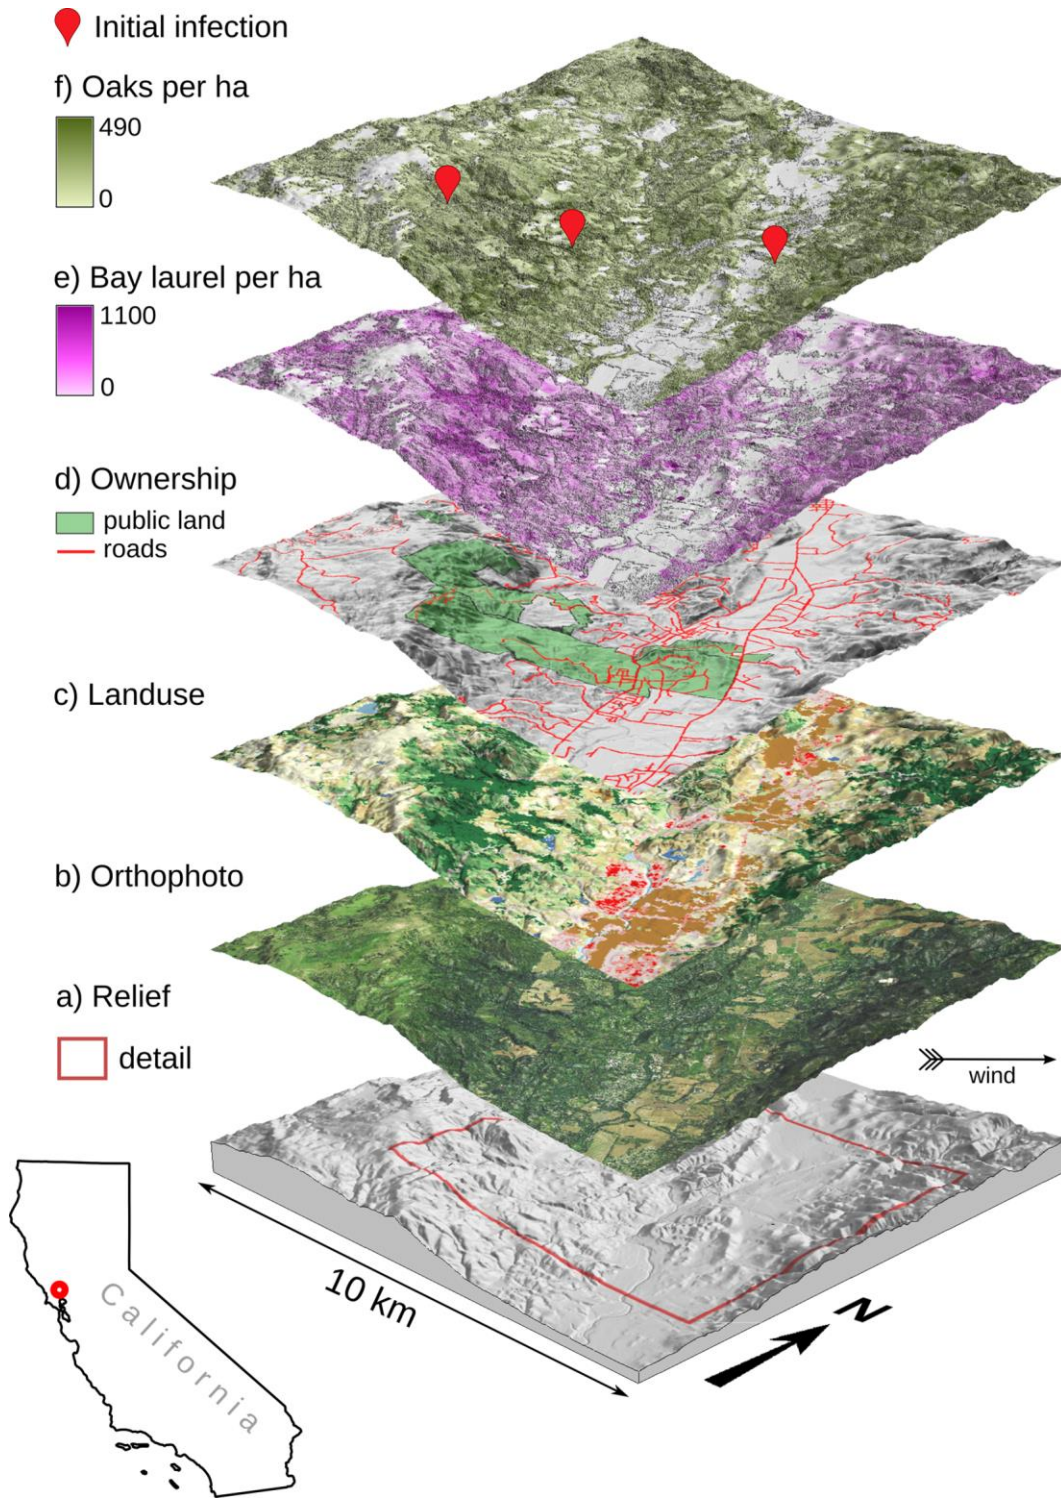 Initial infection
f) Oaks per ha
490
0
e) Bay laurel per ha
1100
0
d) Ownership
public land
roads
c) Landuse
b) Orthophoto
a) Relief
detail
wind
10 km
N
California